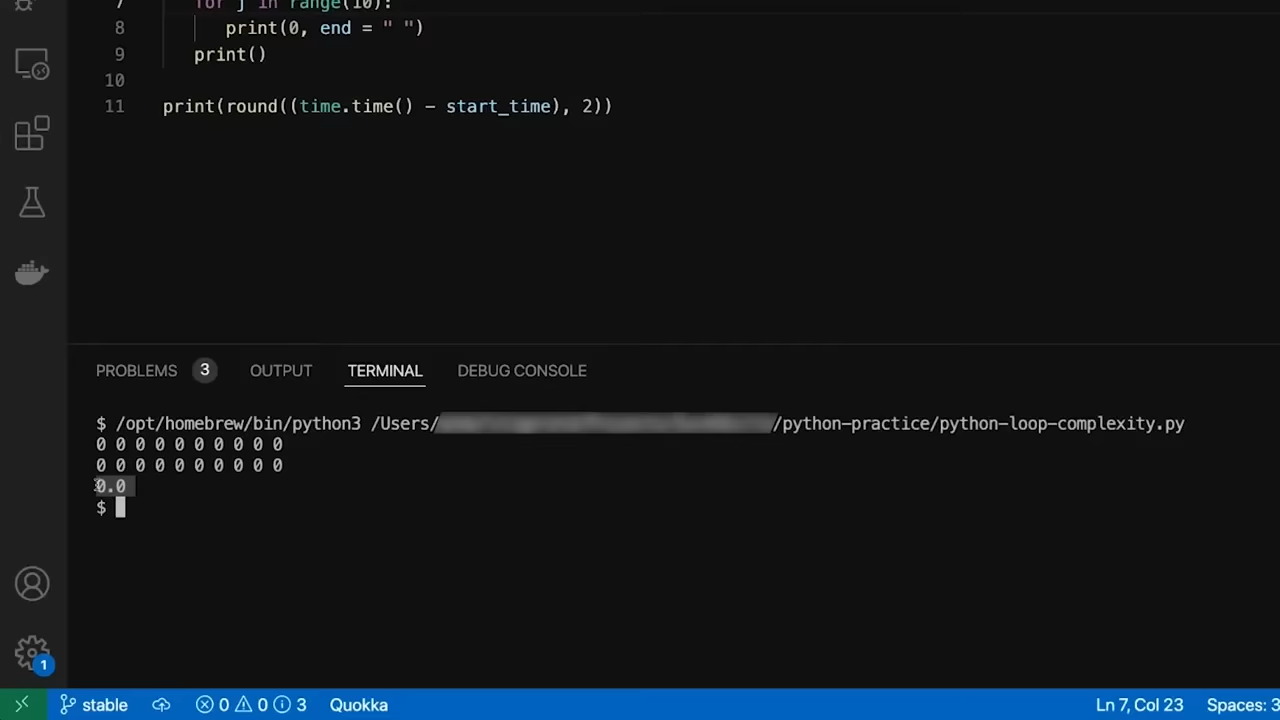 7 for j in range(10):
8 print(0, end = " ")
9 print()
10
11 print(round((time.time() - start_time), 2))
PROBLEMS 3 OUTPUT TERMINAL DEBUG CONSOLE
$ /opt/homebrew/bin/python3 /Users/ /python-practice/python-loop-complexity.py
0 0 0 0 0 0 0 0 0 0
0 0 0 0 0 0 0 0 0 0
0.0
$
1
stable 0 0 3 Quokka Ln 7, Col 23 Spaces: 3